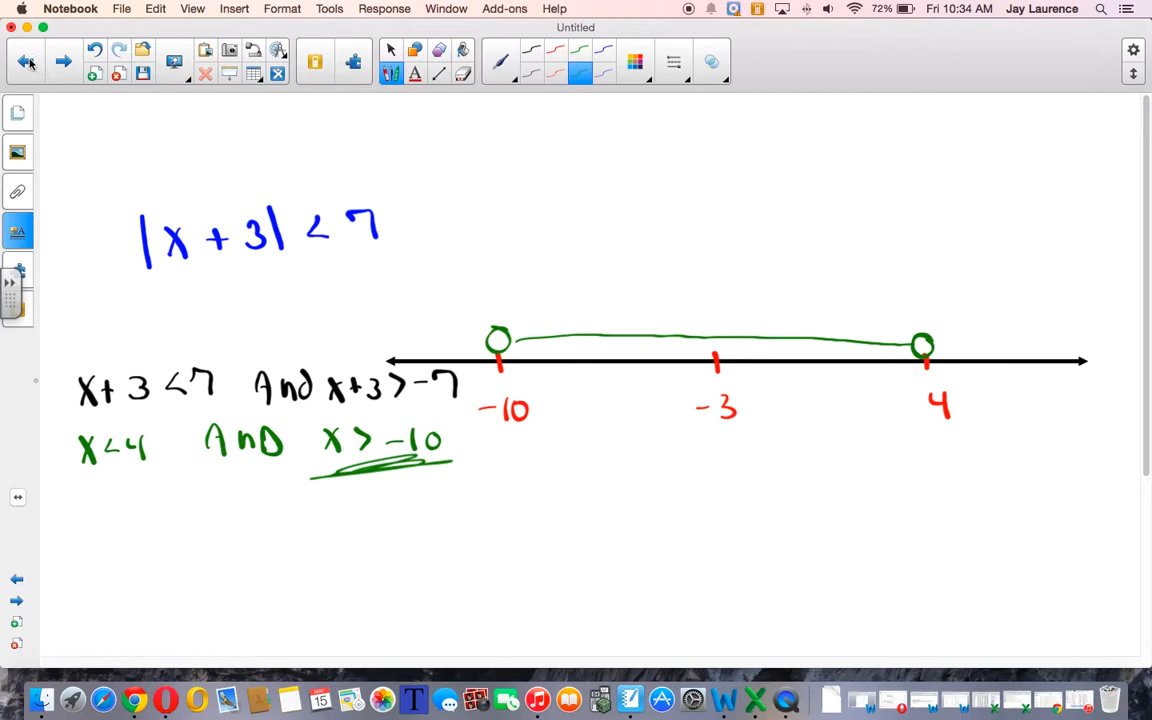 Notebook File Edit View Insert Format Tools Response Window Add-ons Help 72% Fri 10:34 AM Jay Laurence
Untitled
|x + 3| < 7
x + 3 < 7 And x + 3 > -7
x < 4 AND x > -10
-10 -3 4